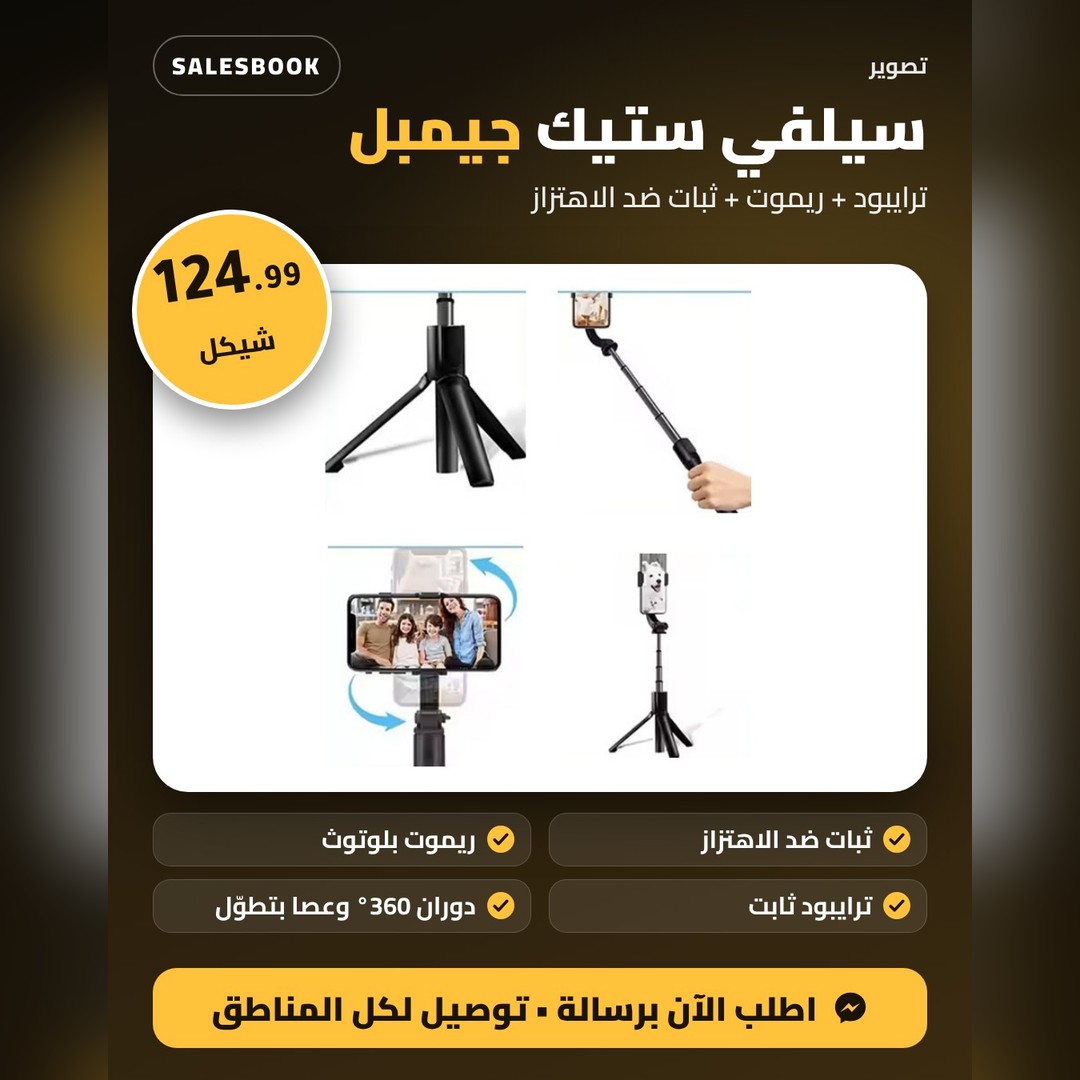 SALESBOOK
تصوير
سيلفي ستيك جيمبل
ترايبود + ريموت + ثبات ضد الاهتزاز
124.99
شيكل
ثبات ضد الاهتزاز
ريموت بلوتوث
ترايبود ثابت
دوران 360° وعصا بتطوّل
اطلب الآن برسالة ▪ توصيل لكل المناطق